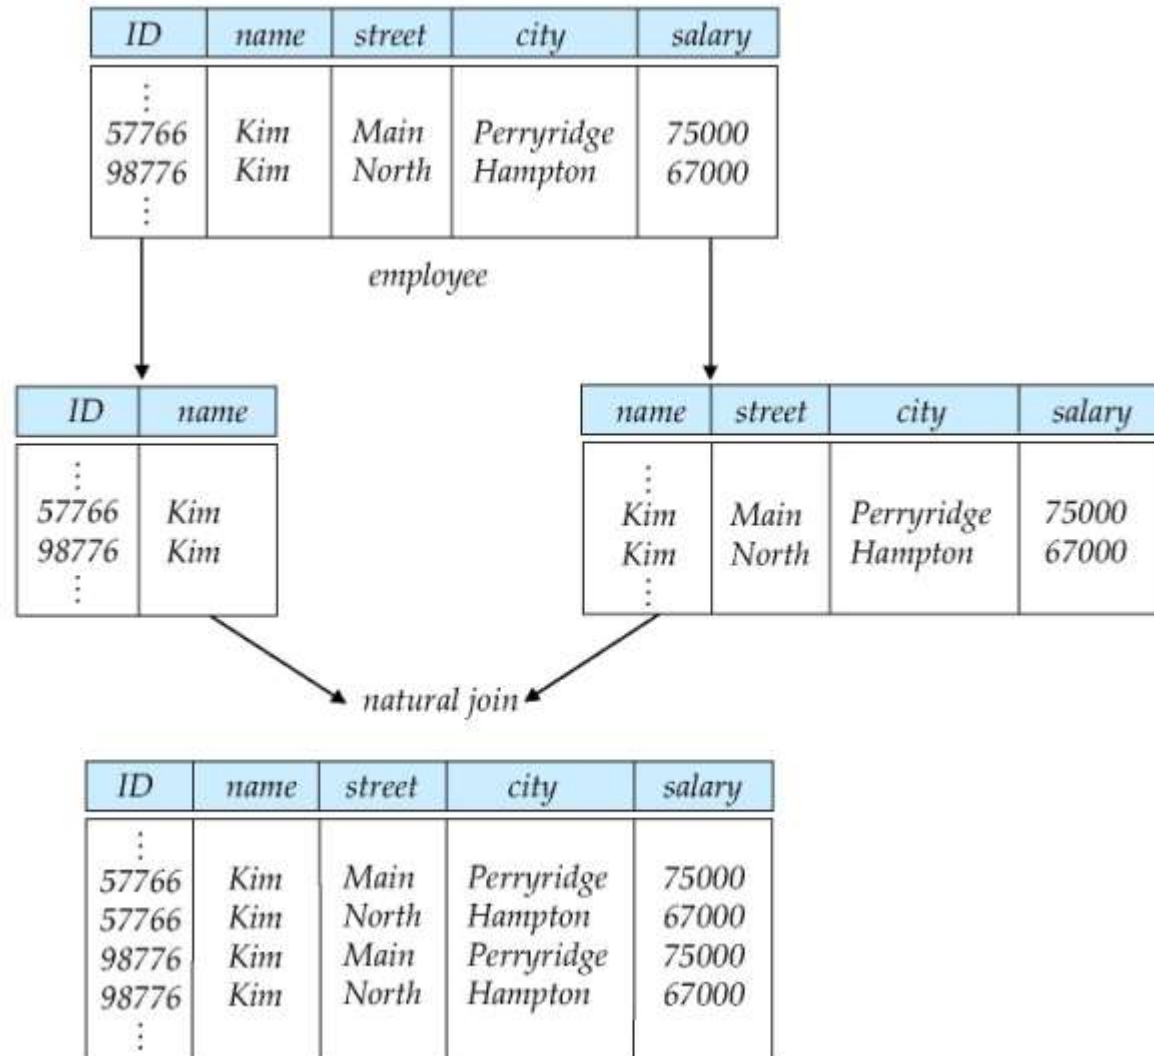 ID name street city salary
⋮
57766 Kim Main Perryridge 75000
98776 Kim North Hampton 67000
⋮
employee
ID name
⋮
57766 Kim
98776 Kim
⋮
name street city salary
⋮
Kim Main Perryridge 75000
Kim North Hampton 67000
⋮
natural join
ID name street city salary
⋮
57766 Kim Main Perryridge 75000
57766 Kim North Hampton 67000
98776 Kim Main Perryridge 75000
98776 Kim North Hampton 67000
⋮